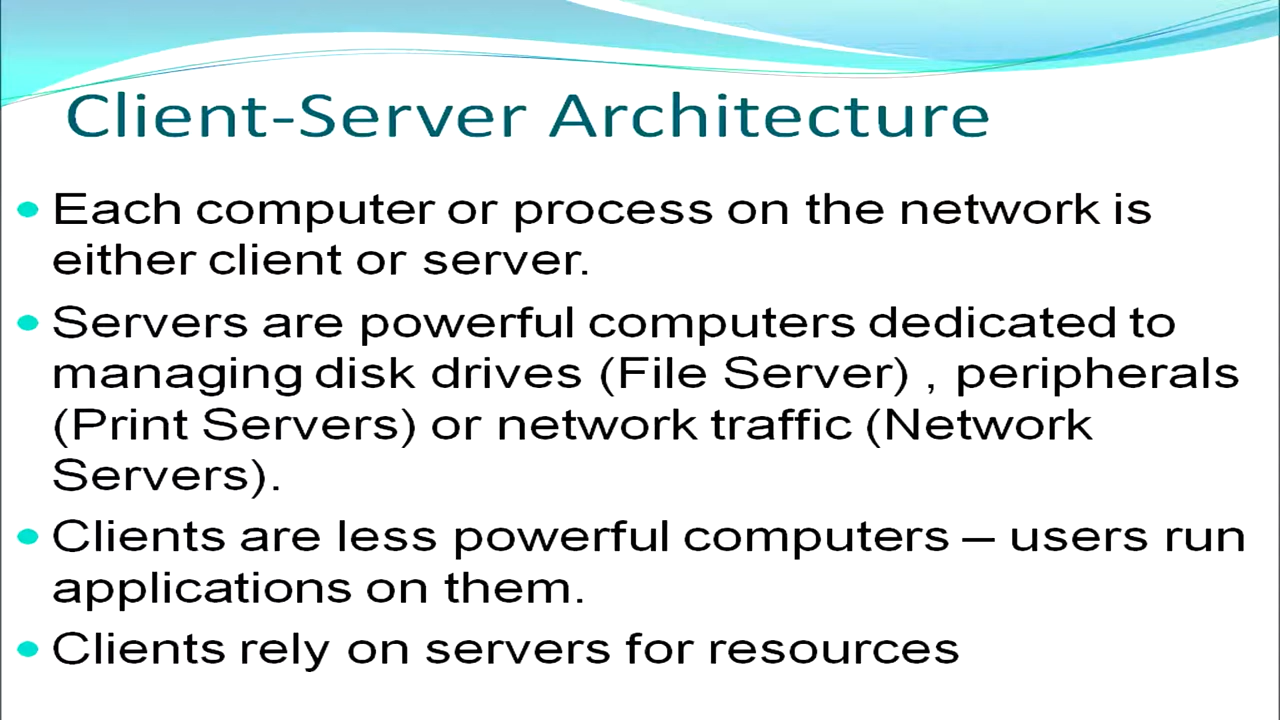 Client-Server Architecture
• Each computer or process on the network is
either client or server.
• Servers are powerful computers dedicated to
managing disk drives (File Server) , peripherals
(Print Servers) or network traffic (Network
Servers).
• Clients are less powerful computers – users run
applications on them.
• Clients rely on servers for resources